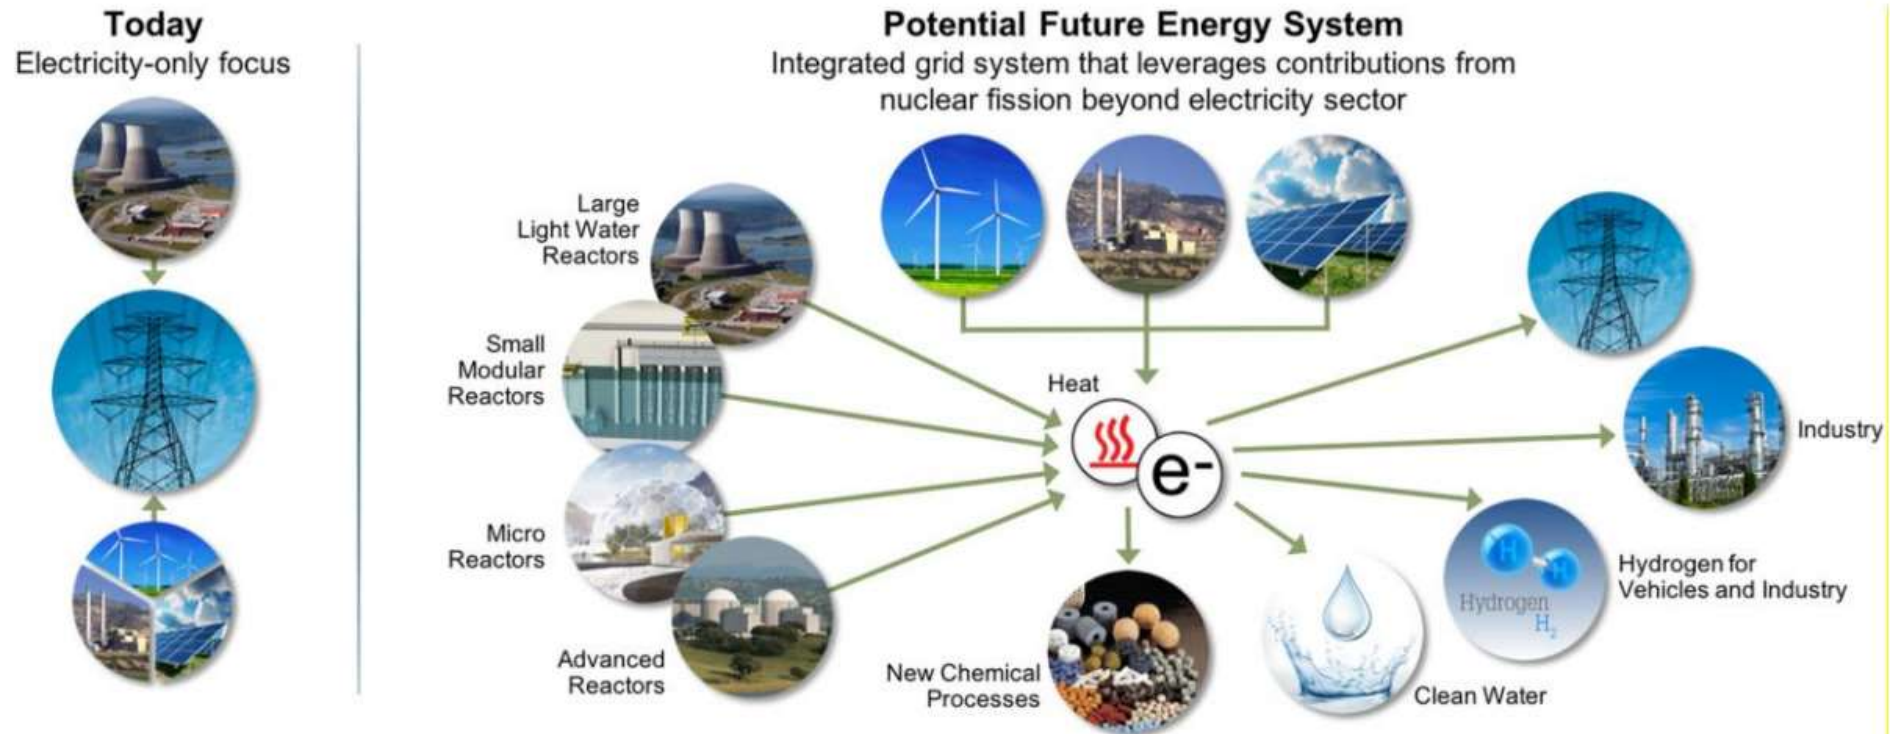 Today
Electricity-only focus
Potential Future Energy System
Integrated grid system that leverages contributions from
nuclear fission beyond electricity sector
Large
Light Water
Reactors
Small
Modular
Reactors
Micro
Reactors
Advanced
Reactors
Heat
e-
New Chemical
Processes
Clean Water
Hydrogen
H₂
H
H
Hydrogen for
Vehicles and Industry
Industry